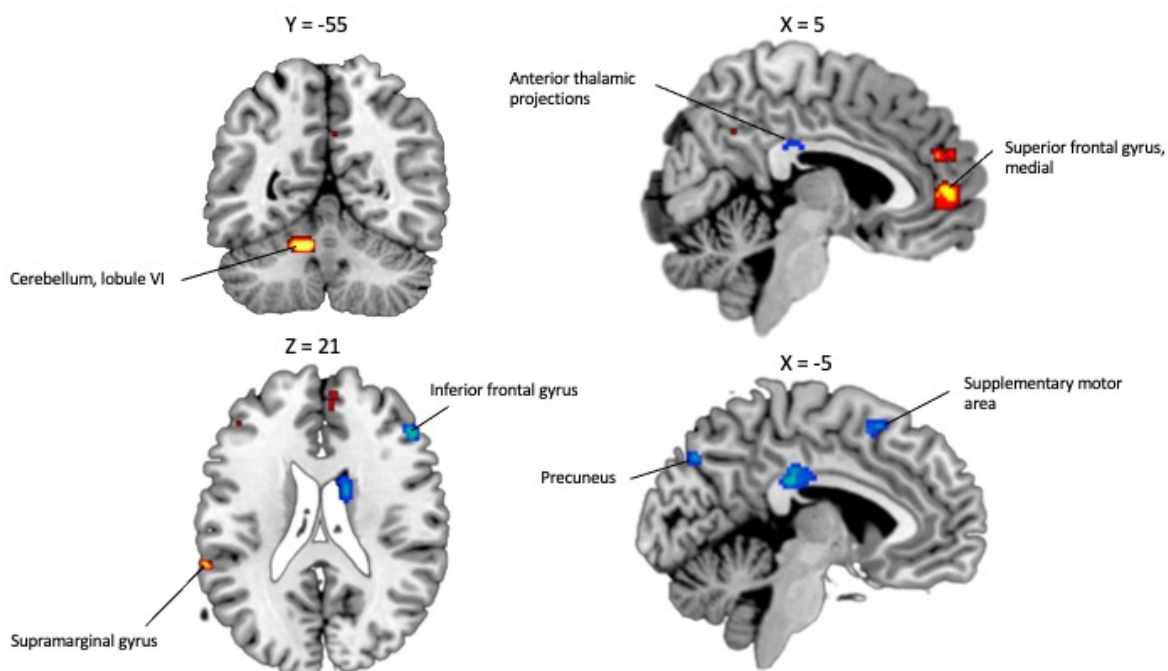 Y = -55
X = 5
Anterior thalamic
projections
Superior frontal gyrus,
medial
Cerebellum, lobule VI
Z = 21
X = -5
Inferior frontal gyrus
Supplementary motor
area
Precuneus
Supramarginal gyrus